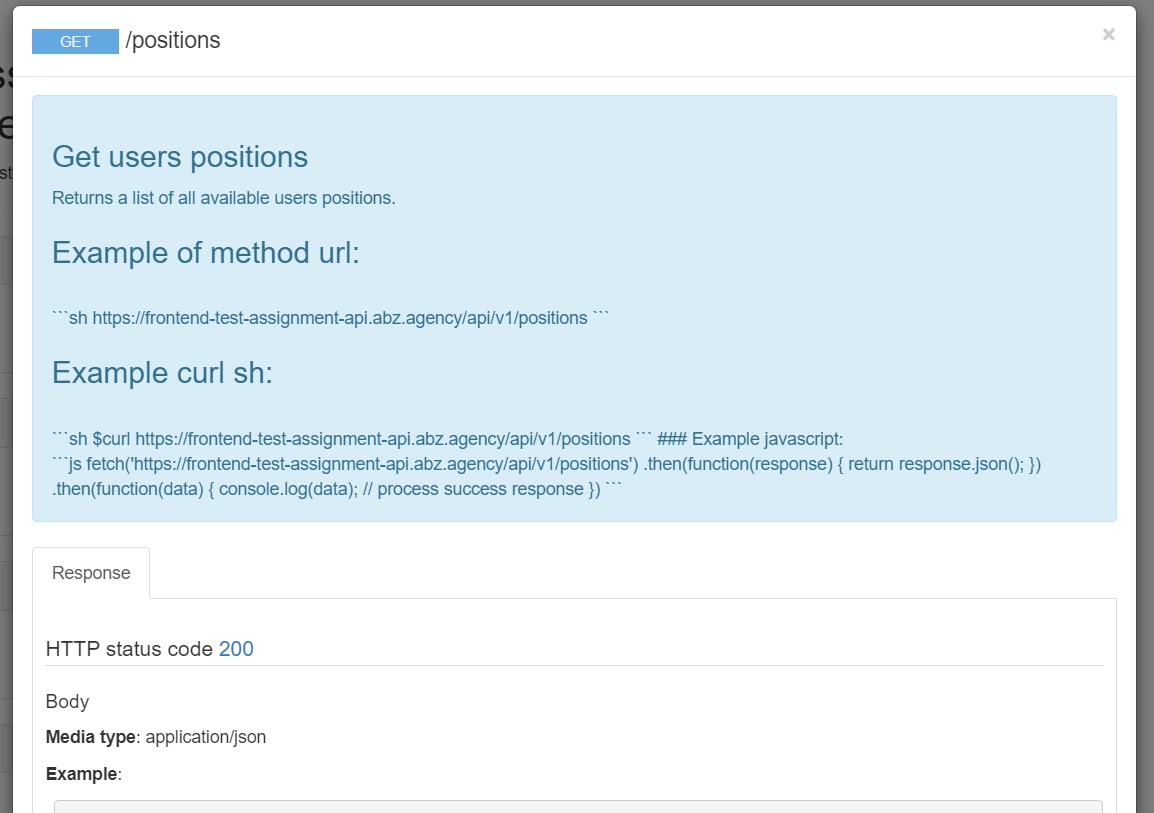 GET /positions ×
Get users positions
Returns a list of all available users positions.
Example of method url:
```sh https://frontend-test-assignment-api.abz.agency/api/v1/positions ```
Example curl sh:
```sh $curl https://frontend-test-assignment-api.abz.agency/api/v1/positions ``` ### Example javascript:
```js fetch('https://frontend-test-assignment-api.abz.agency/api/v1/positions') .then(function(response) { return response.json(); })
.then(function(data) { console.log(data); // process success response }) ```
Response
HTTP status code 200
Body
Media type: application/json
Example: